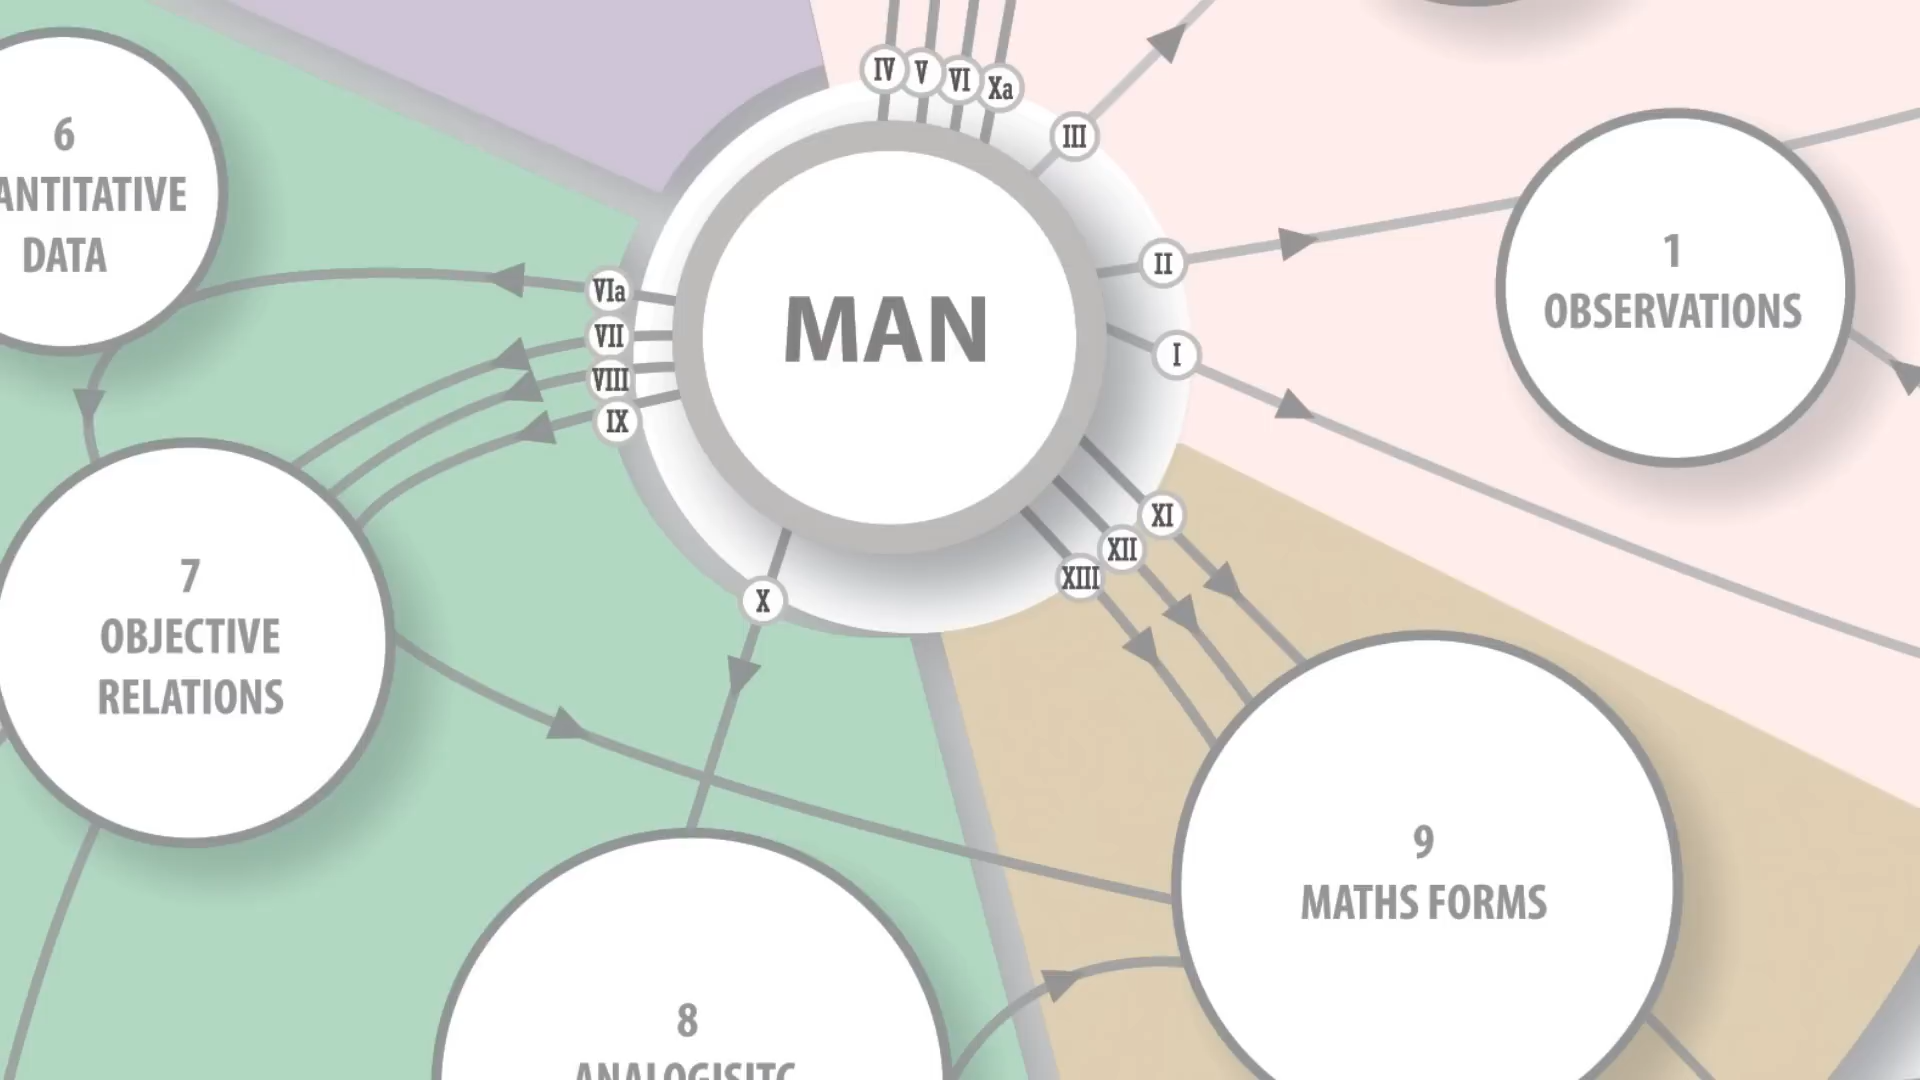 IV
V
VI
Xa
III
6
ANTITATIVE
DATA
II
1
OBSERVATIONS
VIa
VII
VIII
IX
MAN
I
XI
XII
XIII
X
7
OBJECTIVE
RELATIONS
9
MATHS FORMS
8
ANALOGISITC